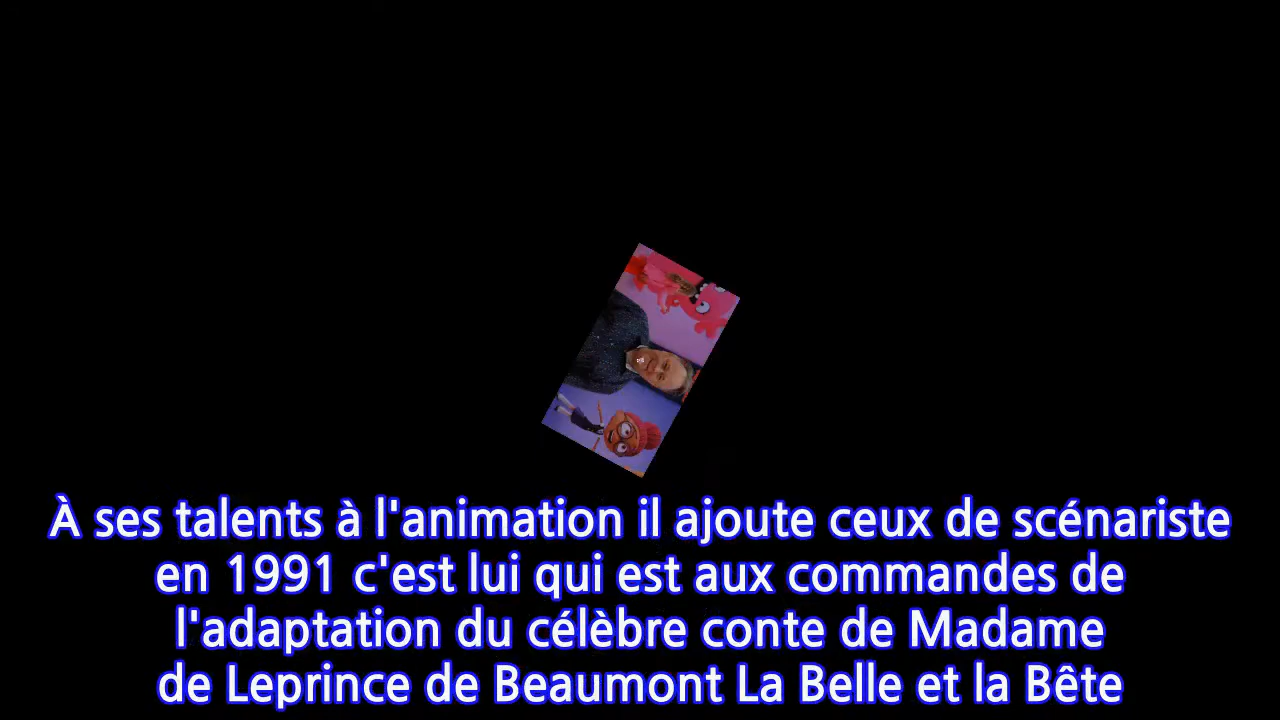 À ses talents à l'animation il ajoute ceux de scénariste
en 1991 c'est lui qui est aux commandes de
l'adaptation du célèbre conte de Madame
de Leprince de Beaumont La Belle et la Bête